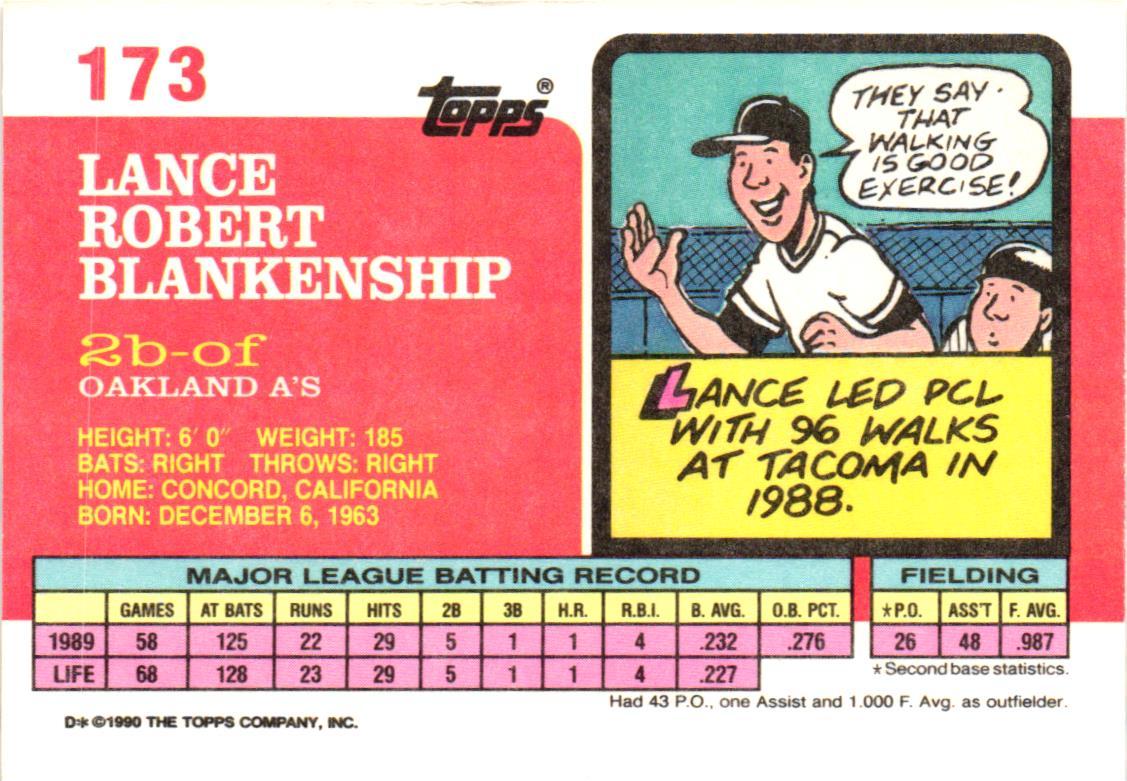 173
topps®
LANCE
ROBERT
BLANKENSHIP
2b-of
OAKLAND A'S
HEIGHT: 6' 0" WEIGHT: 185
BATS: RIGHT THROWS: RIGHT
HOME: CONCORD, CALIFORNIA
BORN: DECEMBER 6, 1963
THEY SAY
THAT
WALKING
IS GOOD
EXERCISE!
LANCE LED PCL
WITH 96 WALKS
AT TACOMA IN
1988.
MAJOR LEAGUE BATTING RECORD
GAMES AT BATS RUNS HITS 2B 3B H.R. R.B.I. B. AVG. O.B. PCT.
1989 58 125 22 29 5 1 1 4 .232 .276
LIFE 68 128 23 29 5 1 1 4 .227
FIELDING
*P.O. ASS'T F. AVG.
26 48 .987
*Second base statistics.
Had 43 P.O., one Assist and 1.000 F. Avg. as outfielder.
D* ©1990 THE TOPPS COMPANY, INC.